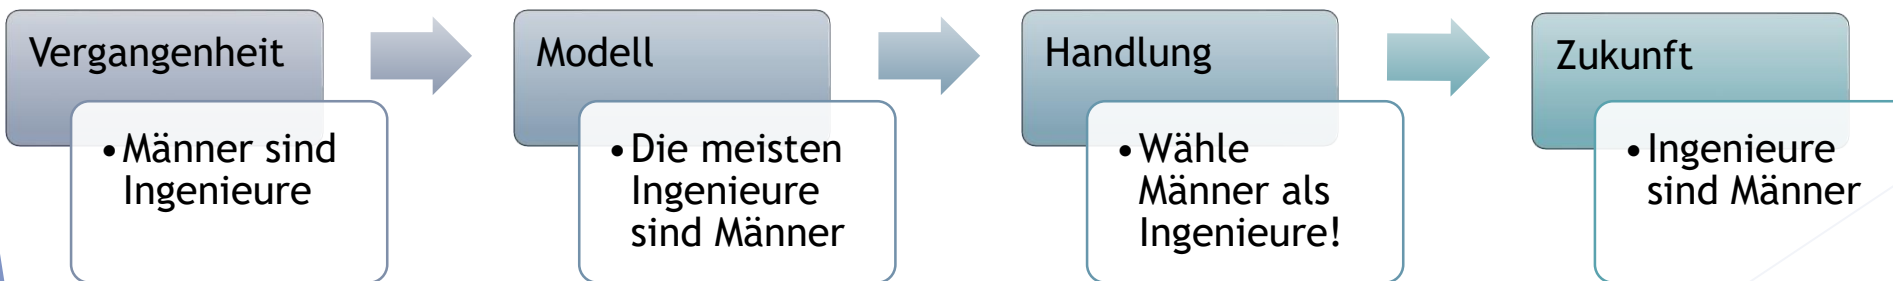 Vergangenheit
• Männer sind
Ingenieure
Modell
• Die meisten
Ingenieure
sind Männer
Handlung
• Wähle
Männer als
Ingenieure!
Zukunft
• Ingenieure
sind Männer